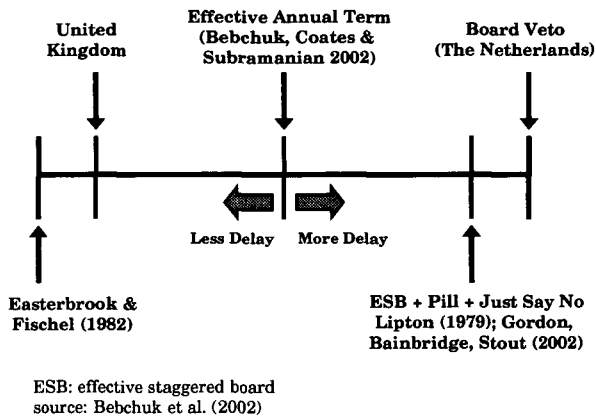 Effective Annual Term
(Bebchuk, Coates &
Subramanian 2002)
United
Kingdom
Board Veto
(The Netherlands)
Less Delay
More Delay
Easterbrook &
Fischel (1982)
ESB + Pill + Just Say No
Lipton (1979); Gordon,
Bainbridge, Stout (2002)
ESB: effective staggered board
source: Bebchuk et al. (2002)